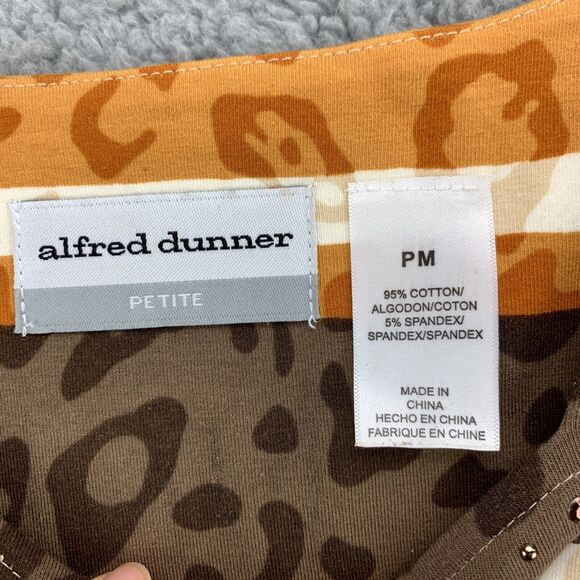 alfred dunner
PETITE
PM
95% COTTON/
ALGODON/COTON
5% SPANDEX/
SPANDEX/SPANDEX
MADE IN
CHINA
HECHO EN CHINA
FABRIQUE EN CHINE